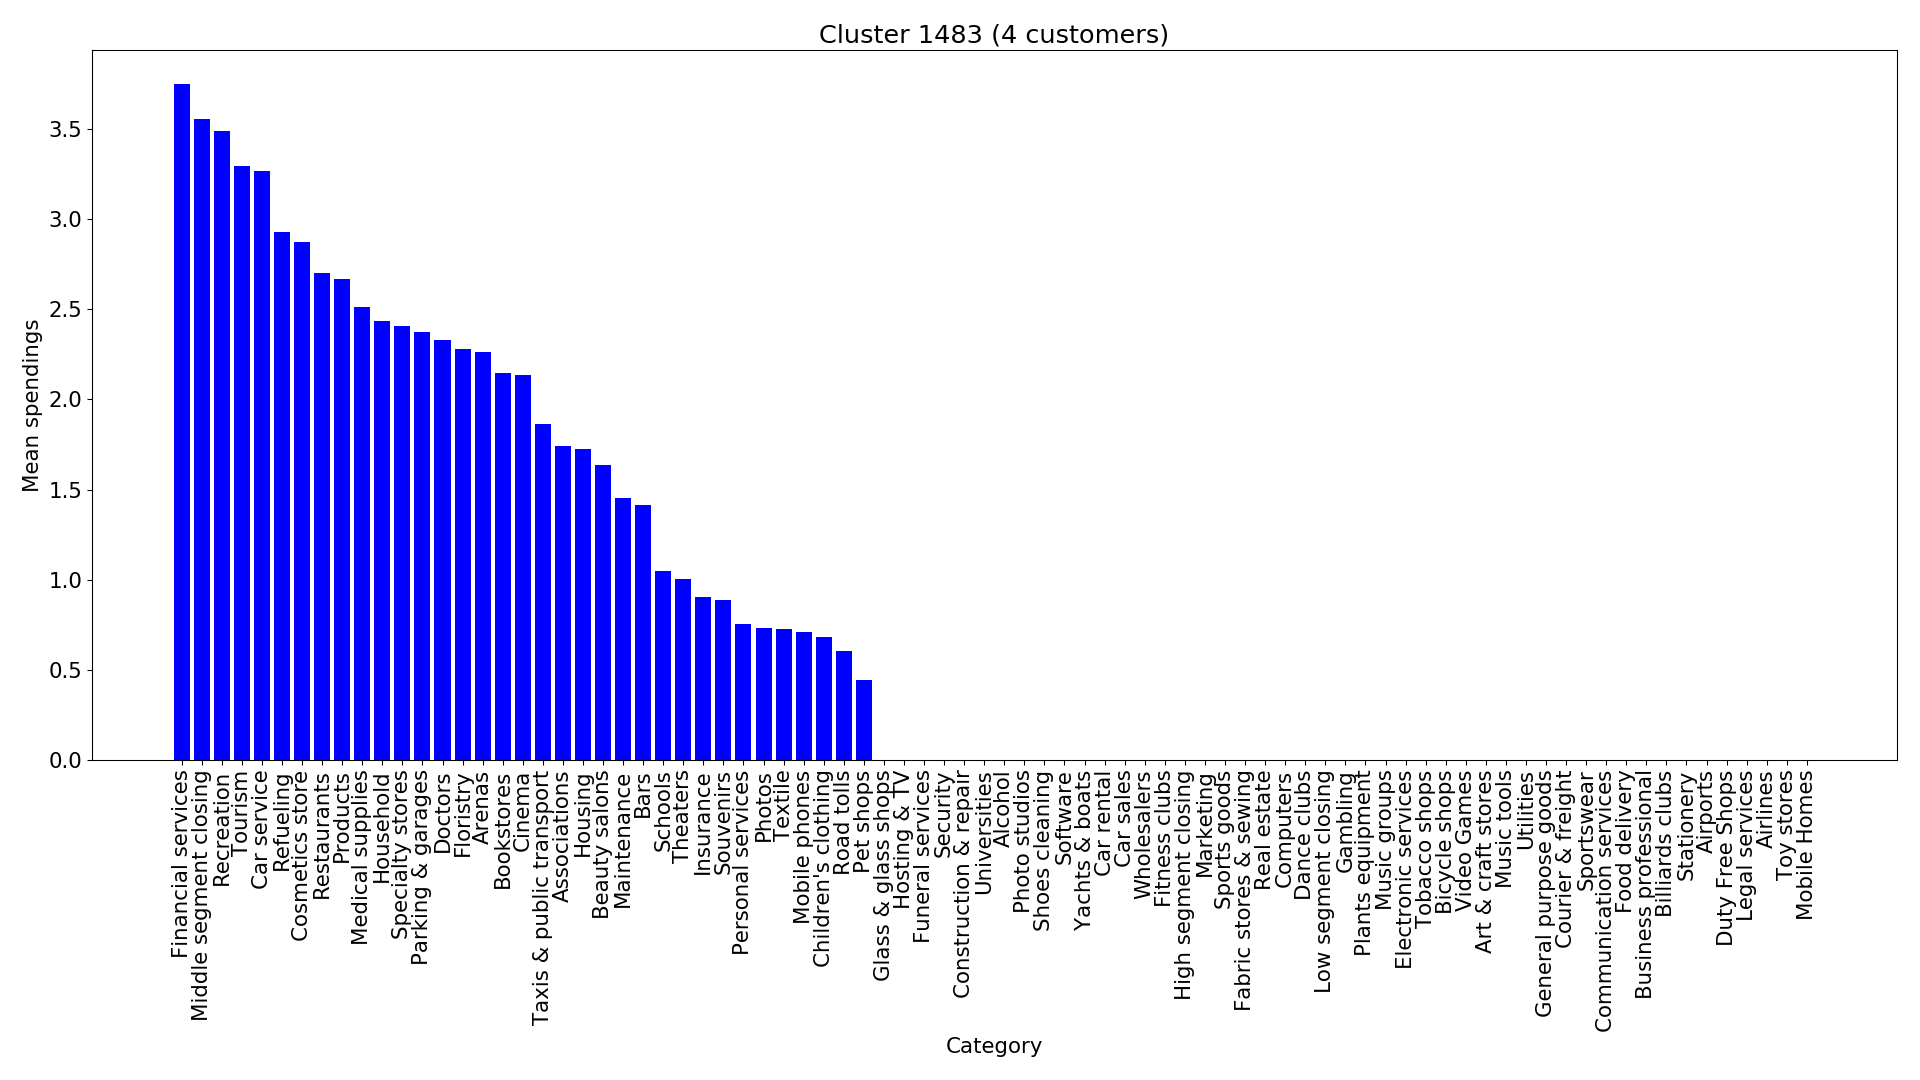 Cluster 1483 (4 customers)
Mean spendings
3.5
3.0
2.5
2.0
1.5
1.0
0.5
0.0
Financial services
Middle segment closing
Recreation
Tourism
Car service
Refueling
Cosmetics store
Restaurants
Products
Medical supplies
Household
Specialty stores
Parking & garages
Doctors
Floristry
Arenas
Bookstores
Cinema
Taxis & public transport
Associations
Housing
Beauty salons
Maintenance
Bars
Schools
Theaters
Insurance
Souvenirs
Personal services
Photos
Textile
Mobile phones
Children's clothing
Road tolls
Pet shops
Glass & glass shops
Hosting & TV
Funeral services
Security
Construction & repair
Universities
Alcohol
Photo studios
Shoes cleaning
Software
Yachts & boats
Car rental
Car sales
Wholesalers
Fitness clubs
High segment closing
Marketing
Sports goods
Fabric stores & sewing
Real estate
Computers
Dance clubs
Low segment closing
Gambling
Plants equipment
Music groups
Electronic services
Tobacco shops
Bicycle shops
Video Games
Art & craft stores
Music tools
Utilities
General purpose goods
Courier & freight
Sportswear
Communication services
Food delivery
Business professional
Billiards clubs
Stationery
Airports
Duty Free Shops
Legal services
Airlines
Toy stores
Mobile Homes
Category